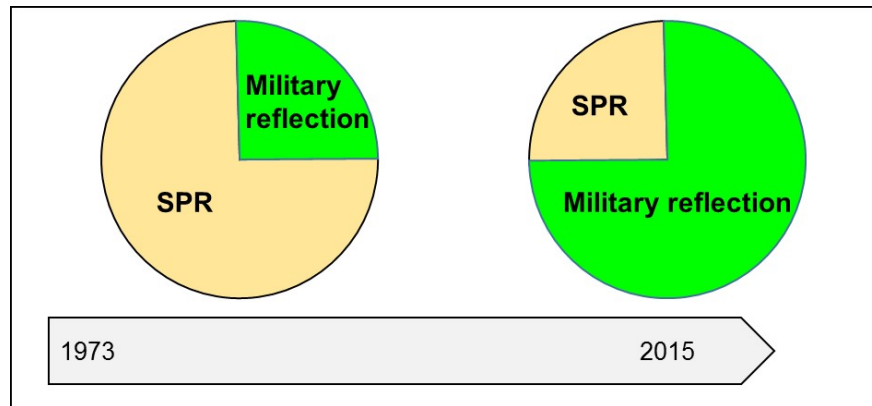 Military
reflection
SPR
SPR
Military reflection
1973
2015